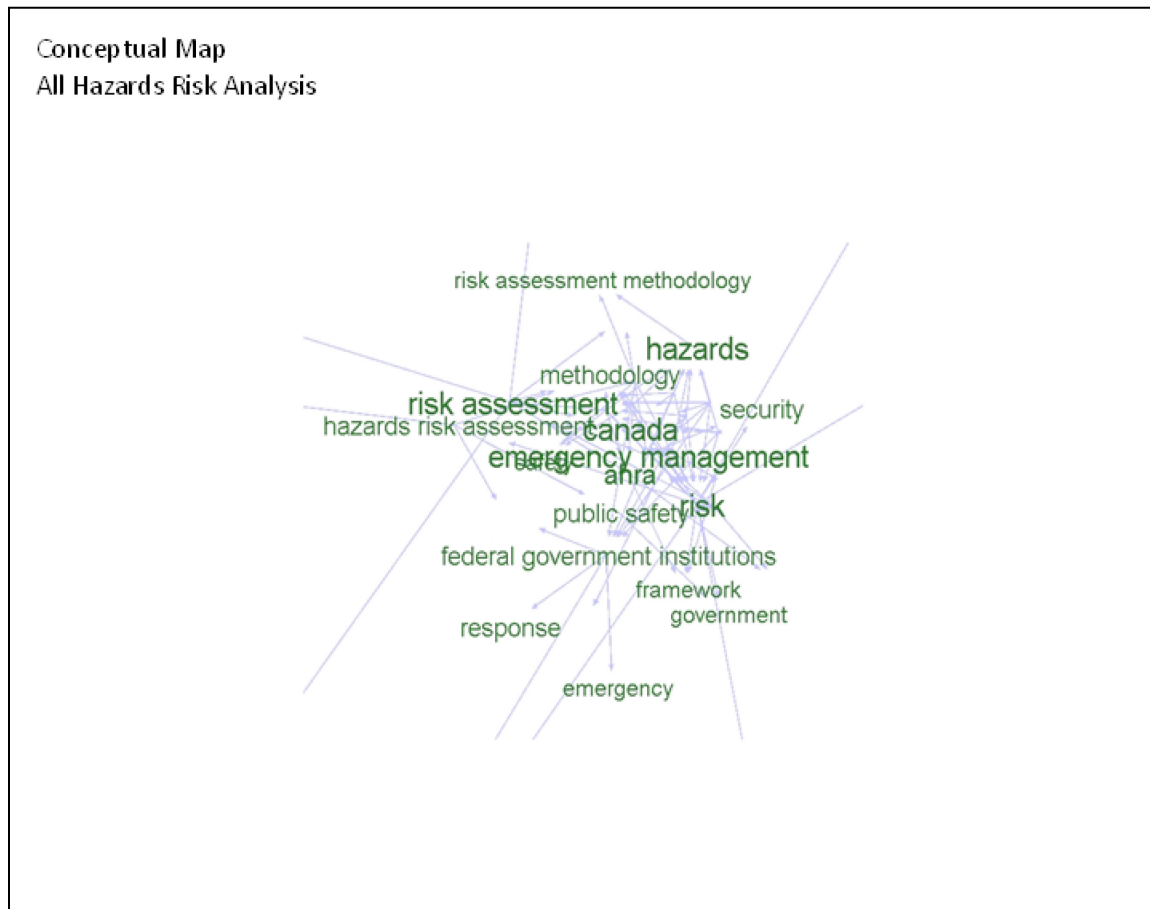 Conceptual Map
All Hazards Risk Analysis
risk assessment methodology
hazards
methodology
risk assessment
security
hazards risk assessment
canada
emergency management
safety
ahra
risk
public safety
federal government institutions
framework
government
response
emergency